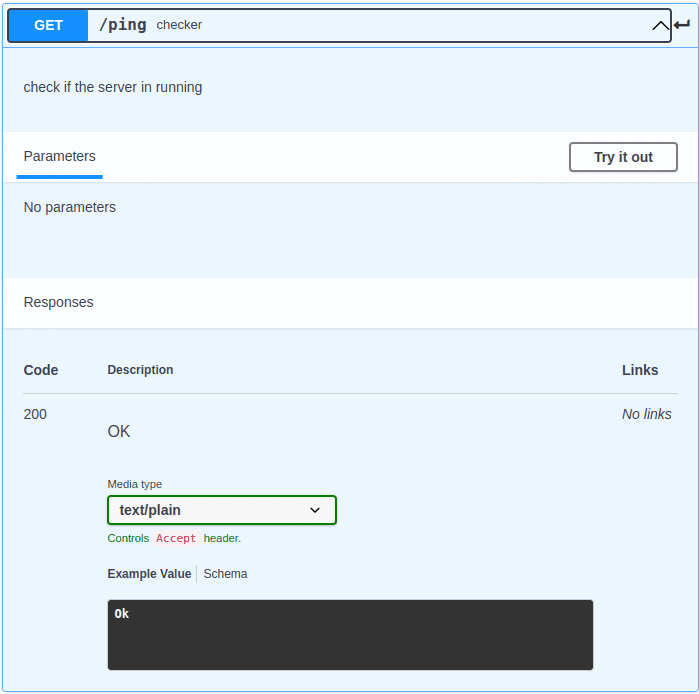 GET /ping checker
check if the server in running
Parameters Try it out
No parameters
Responses
Code Description Links
200 OK No links
Media type
text/plain
Controls Accept header.
Example Value Schema
Ok